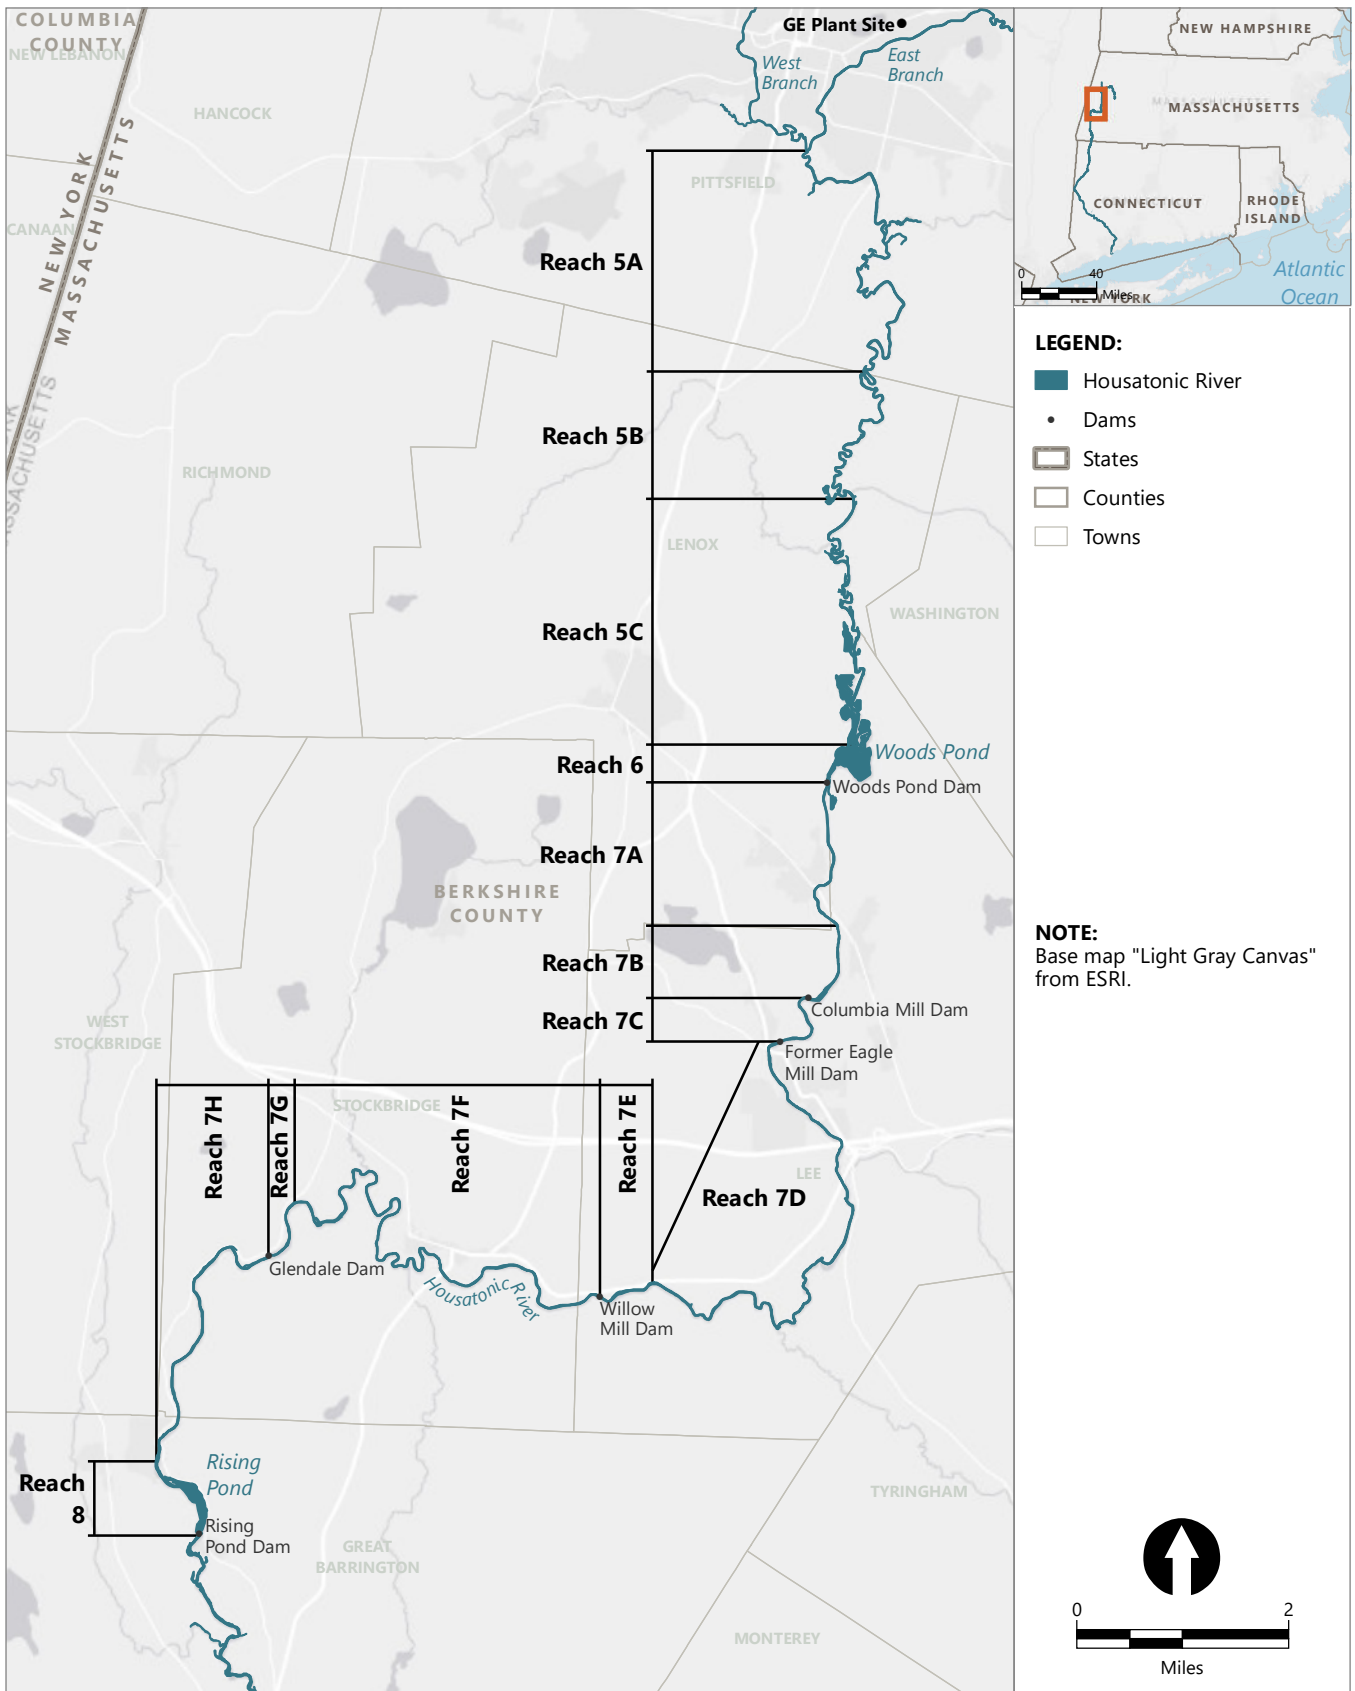 COLUMBIA
COUNTY
NEW LEBANON
HANCOCK
CANAAN
NEW YORK
MASSACHUSETTS
MASSACHUSETTS
GE Plant Site
West
Branch
East
Branch
PITTSFIELD
Reach 5A
Reach 5B
RICHMOND
LENOX
WASHINGTON
Reach 5C
Reach 6
Woods Pond
Woods Pond Dam
Reach 7A
BERKSHIRE
COUNTY
Reach 7B
Columbia Mill Dam
Reach 7C
WEST
STOCKBRIDGE
Former Eagle
Mill Dam
Reach 7H
Reach 7G
STOCKBRIDGE
Reach 7F
Reach 7E
LEE
Reach 7D
Glendale Dam
Housatonic River
Willow
Mill Dam
Rising
Pond
Reach
8
Rising
Pond Dam
TYRINGHAM
GREAT
BARRINGTON
MONTEREY
NEW HAMPSHIRE
MASSACHUSETTS
MASSACHUSETTS
CONNECTICUT
RHODE
ISLAND
Atlantic
Ocean
0 40
Miles
NEW YORK
LEGEND:
Housatonic River
Dams
States
Counties
Towns
NOTE:
Base map "Light Gray Canvas"
from ESRI.
0 2
Miles